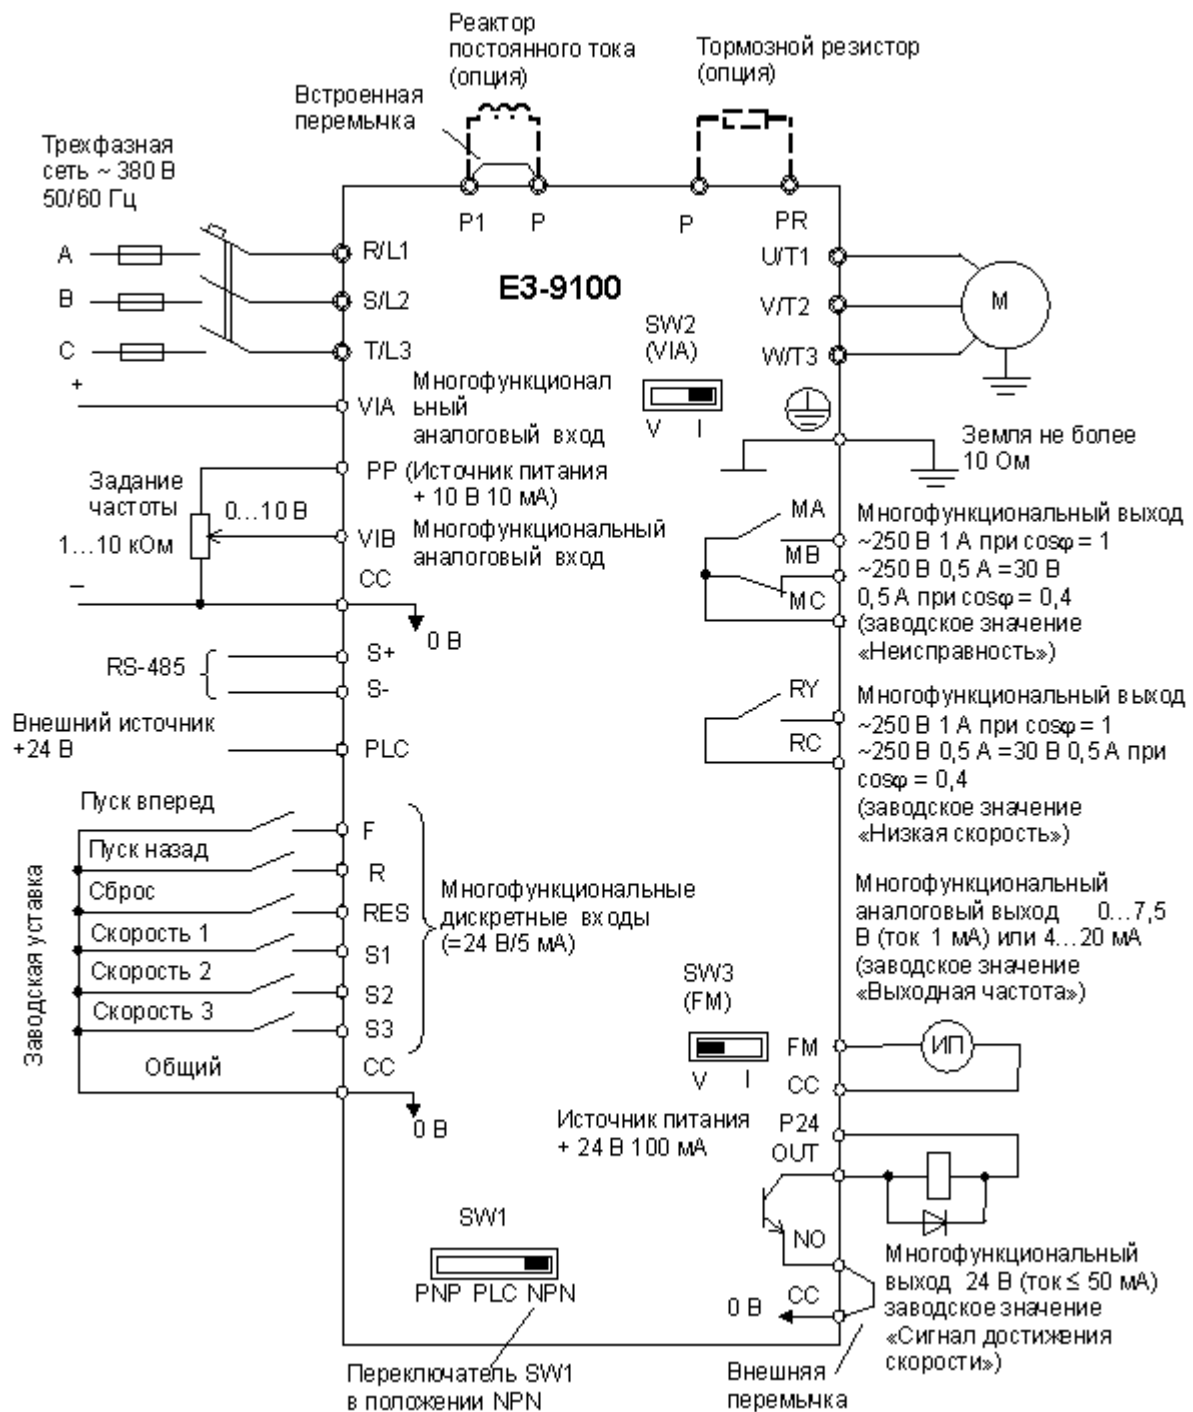 Реактор
постоянного тока
(опция)
Тормозной резистор
(опция)
Встроенная
перемычка
Трехфазная
сеть ~ 380 В
50/60 Гц
P1
P
P
PR
A
R/L1
U/T1
E3-9100
B
S/L2
V/T2
M
SW2
(VIA)
C
T/L3
W/T3
+
VIA
Многофункционал
ьный
аналоговый вход
V I
Земля не более
10 Ом
PP (Источник питания
+ 10 В 10 мА)
Задание
частоты
0...10 В
1...10 кОм
VIB
Многофункциональный
аналоговый вход
CC
–
0 В
MA
MB
MC
Многофункциональный выход
~250 В 1 А при cosφ = 1
~250 В 0,5 А =30 В
0,5 А при cosφ = 0,4
(заводское значение
«Неисправность»)
RS-485
S+
S-
RY
RC
Многофункциональный выход
~250 В 1 А при cosφ = 1
~250 В 0,5 А =30 В 0,5 А при
cosφ = 0,4
(заводское значение
«Низкая скорость»)
Внешний источник
+24 В
PLC
Заводская уставка
Пуск вперед
F
Пуск назад
R
Сброс
RES
Скорость 1
S1
Скорость 2
S2
Скорость 3
S3
Общий
CC
0 В
Многофункциональные
дискретные входы
(=24 В/5 мА)
Многофункциональный
аналоговый выход 0...7,5
В (ток 1 мА) или 4...20 мА
(заводское значение
«Выходная частота»)
SW3
(FM)
V I
FM
ИП
CC
Источник питания
+ 24 В 100 мА
P24
OUT
NO
CC
0 В
SW1
PNP PLC NPN
Многофункциональный
выход 24 В (ток ≤ 50 мА)
заводское значение
«Сигнал достижения
скорости»)
Переключатель SW1
в положении NPN
Внешняя
перемычка